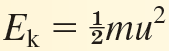 Eₖ = ½mu²